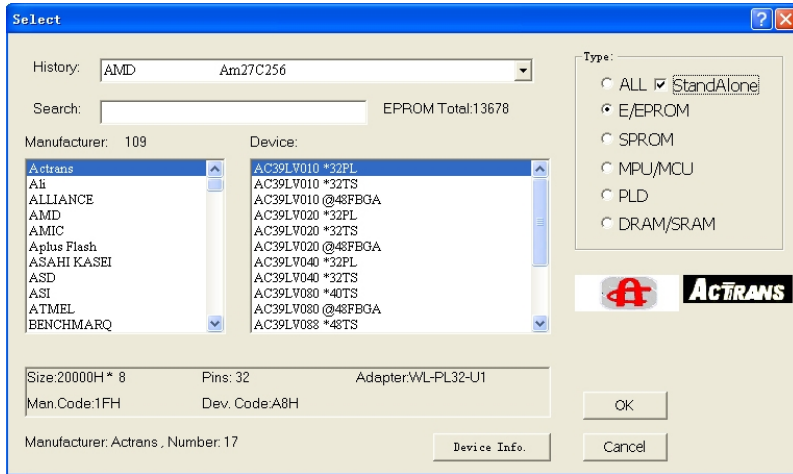 Select
History: AMD Am27C256
Search: EPROM Total:13678
Manufacturer: 109 Device:
Actrans
Ali
ALLIANCE
AMD
AMIC
Aplus Flash
ASAHI KASEI
ASD
ASI
ATMEL
BENCHMARQ
AC39LV010 *32PL
AC39LV010 *32TS
AC39LV010 @48FBGA
AC39LV020 *32PL
AC39LV020 *32TS
AC39LV020 @48FBGA
AC39LV040 *32PL
AC39LV040 *32TS
AC39LV080 *40TS
AC39LV080 @48FBGA
AC39LV088 *48TS
Type:
ALL StandAlone
E/EPROM
SPROM
MPU/MCU
PLD
DRAM/SRAM
ACTRANS
Size:20000H * 8 Pins: 32 Adapter:WL-PL32-U1
Man.Code:1FH Dev. Code:A8H
Manufacturer: Actrans , Number: 17
Device Info.
OK
Cancel